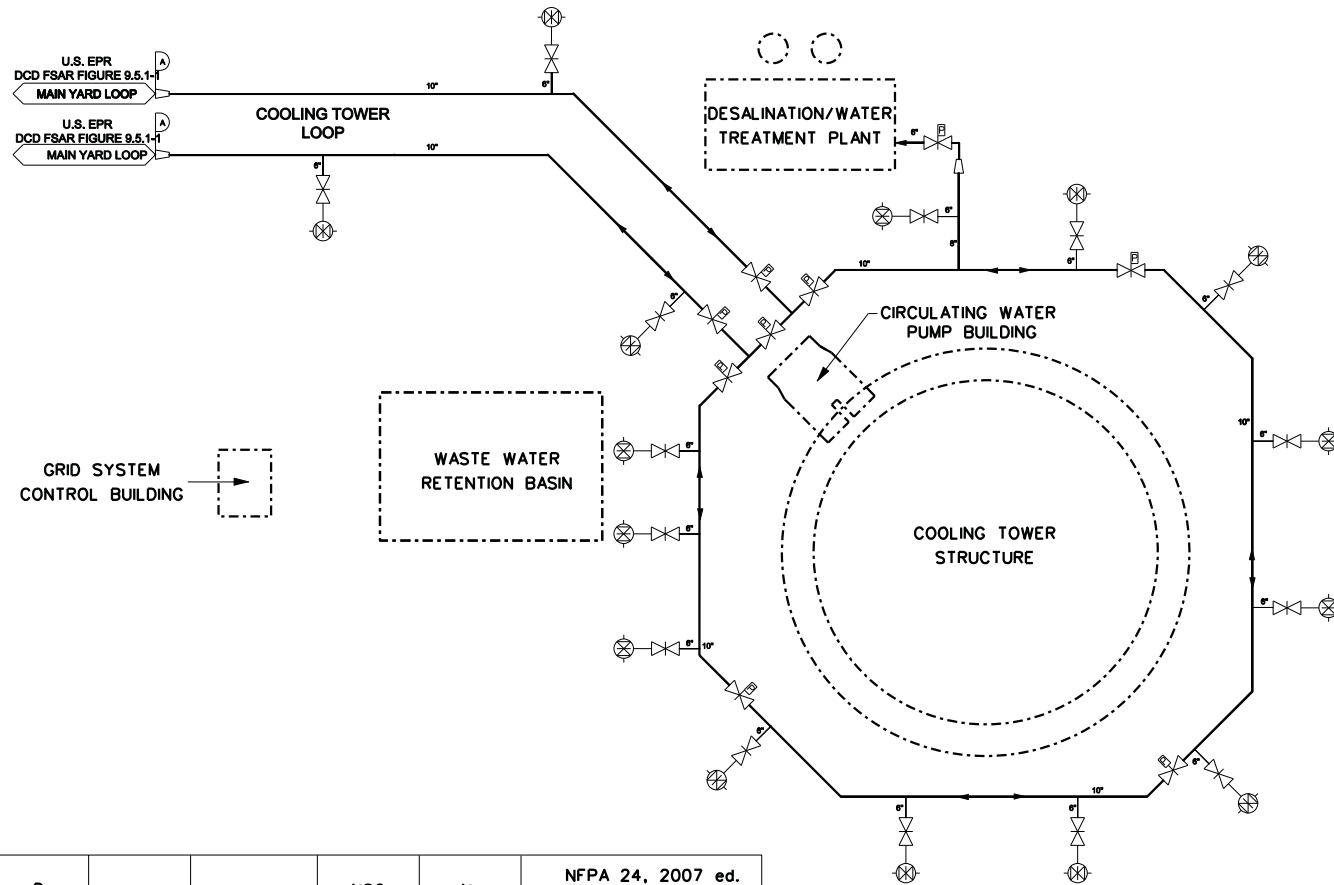 U.S. EPR
DCD FSAR FIGURE 9.5.1-1
MAIN YARD LOOP
A
U.S. EPR
DCD FSAR FIGURE 9.5.1-1
MAIN YARD LOOP
A
10"
COOLING TOWER
LOOP
10"
6"
6"
6"
DESALINATION/WATER
TREATMENT PLANT
6"
P
6"
6"
10"
P
P
P
P
P
P
6"
P
6"
CIRCULATING WATER
PUMP BUILDING
10"
6"
6"
GRID SYSTEM
CONTROL BUILDING
WASTE WATER
RETENTION BASIN
6"
6"
6"
10"
COOLING TOWER
STRUCTURE
P
6"
P
6"
10"
6"
6"
NFPA 24, 2007 ed.